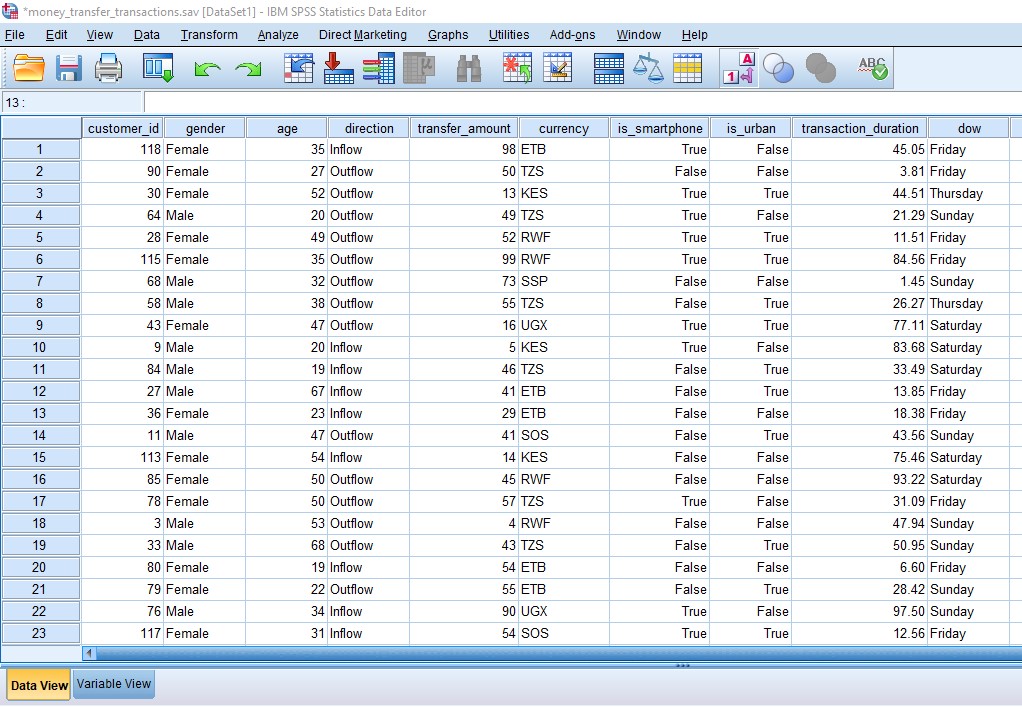 *money_transfer_transactions.sav [DataSet1] - IBM SPSS Statistics Data Editor
File Edit View Data Transform Analyze Direct Marketing Graphs Utilities Add-ons Window Help
1 A ABC
13 :
customer_id gender age direction transfer_amount currency is_smartphone is_urban transaction_duration dow
1 118 Female 35 Inflow 98 ETB True False 45.05 Friday
2 90 Female 27 Outflow 50 TZS False False 3.81 Friday
3 30 Female 52 Outflow 13 KES True True 44.51 Thursday
4 64 Male 20 Outflow 49 TZS True False 21.29 Sunday
5 28 Female 49 Outflow 52 RWF True True 11.51 Friday
6 115 Female 35 Outflow 99 RWF True True 84.56 Friday
7 68 Male 32 Outflow 73 SSP False False 1.45 Sunday
8 58 Male 38 Outflow 55 TZS False True 26.27 Thursday
9 43 Female 47 Outflow 16 UGX True True 77.11 Saturday
10 9 Male 20 Inflow 5 KES True False 83.68 Saturday
11 84 Male 19 Inflow 46 TZS False True 33.49 Saturday
12 27 Male 67 Inflow 41 ETB False True 13.85 Friday
13 36 Female 23 Inflow 29 ETB False False 18.38 Friday
14 11 Male 47 Outflow 41 SOS False True 43.56 Sunday
15 113 Female 54 Inflow 14 KES False False 75.46 Saturday
16 85 Female 50 Outflow 45 RWF False False 93.22 Saturday
17 78 Female 50 Outflow 57 TZS True False 31.09 Friday
18 3 Male 53 Outflow 4 RWF False False 47.94 Sunday
19 33 Male 68 Outflow 43 TZS False True 50.95 Sunday
20 80 Female 19 Inflow 54 ETB False False 6.60 Friday
21 79 Female 22 Outflow 55 ETB False True 28.42 Sunday
22 76 Male 34 Inflow 90 UGX True False 97.50 Sunday
23 117 Female 31 Inflow 54 SOS True True 12.56 Friday
Data View Variable View